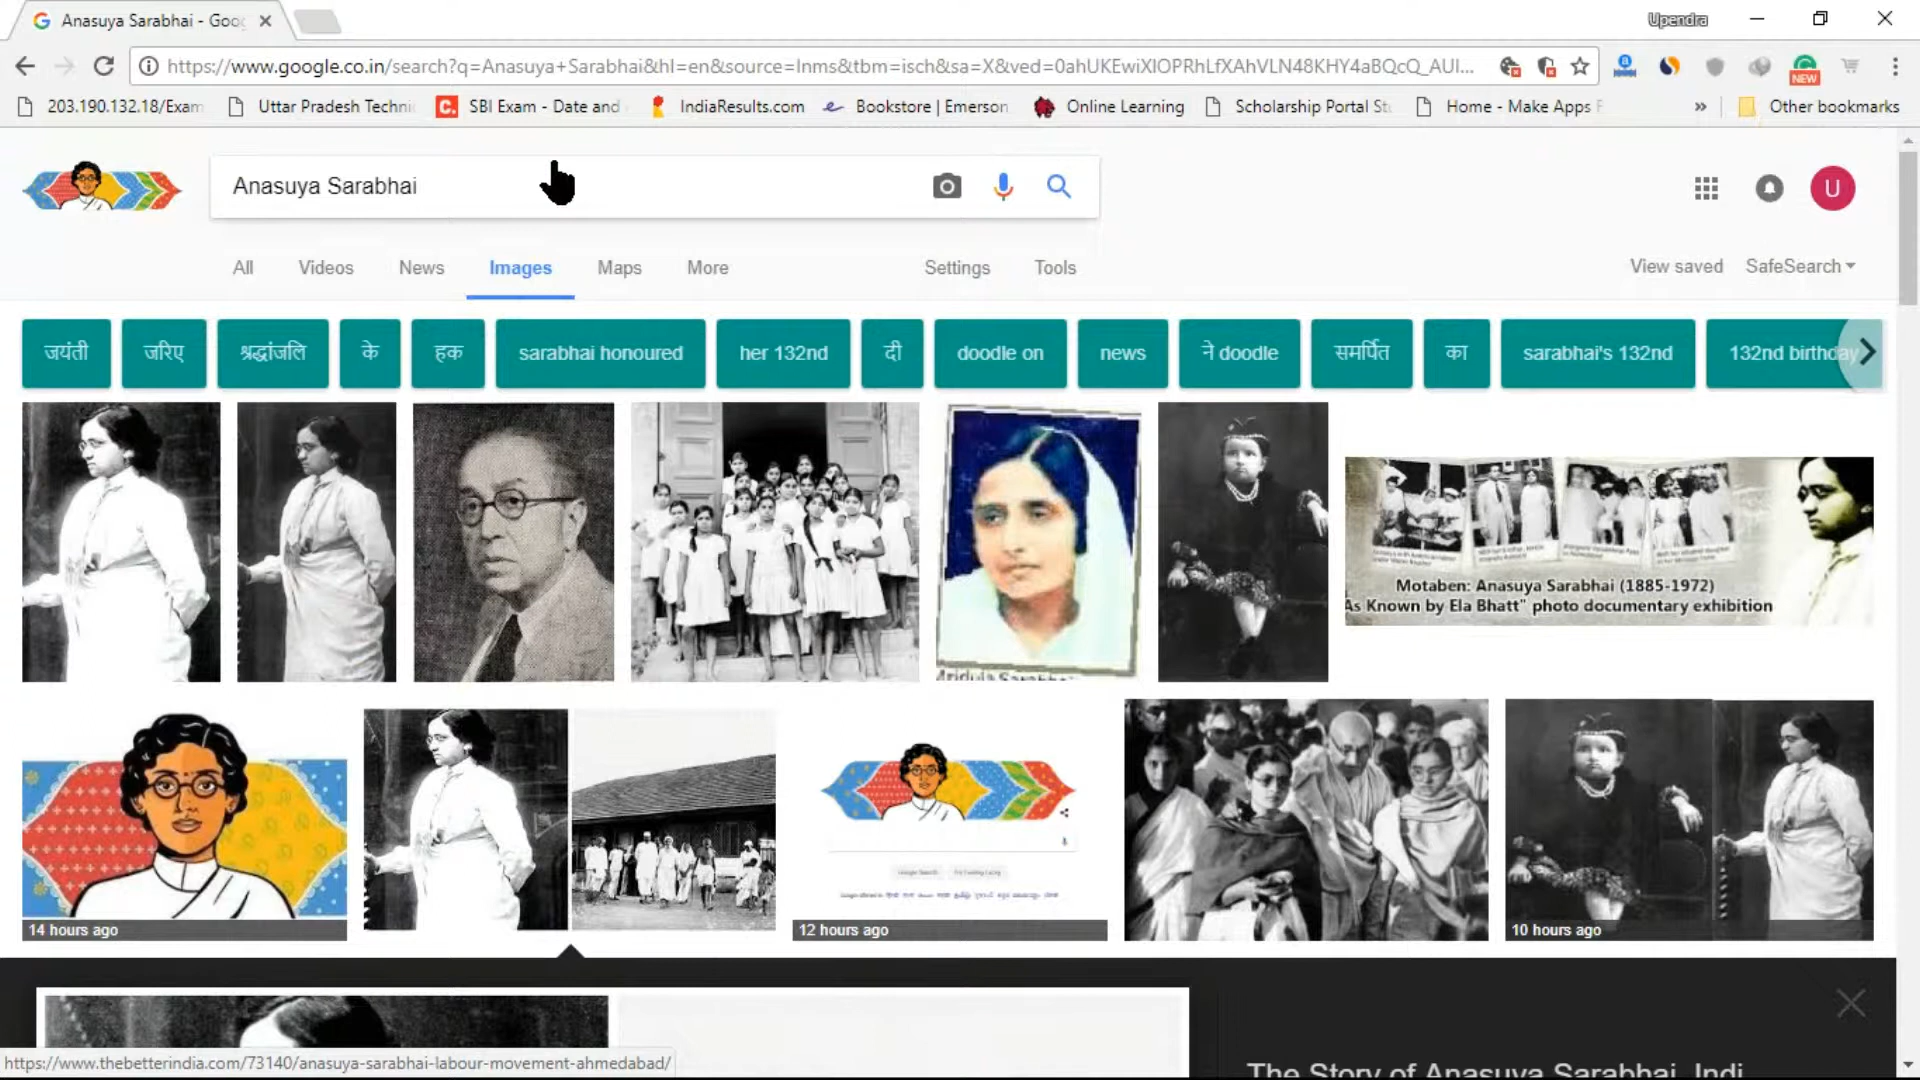 Anasuya Sarabhai - Goo
Upendra
https://www.google.co.in/search?q=Anasuya+Sarabhai&hl=en&source=lnms&tbm=isch&sa=X&ved=0ahUKEwiXIOPRhLfXAhVLN48KHY4aBQcQ_AUI...
NEW
203.190.132.18/Exam
Uttar Pradesh Techni
C.
SBI Exam - Date and
IndiaResults.com
Bookstore | Emerson
Online Learning
Scholarship Portal St
Home - Make Apps F
»
Other bookmarks
Anasuya Sarabhai
U
All Videos News Images Maps More Settings Tools
View saved SafeSearch
जयंती जरिए श्रद्धांजलि के हक sarabhai honoured her 132nd दी doodle on news ने doodle समर्पित का sarabhai's 132nd 132nd birthday
Motaben: Anasuya Sarabhai (1885-1972)
As Known by Ela Bhatt" photo documentary exhibition
14 hours ago
12 hours ago
10 hours ago
The Story of Anasuya Sarabhai, Indi
https://www.thebetterindia.com/73140/anasuya-sarabhai-labour-movement-ahmedabad/